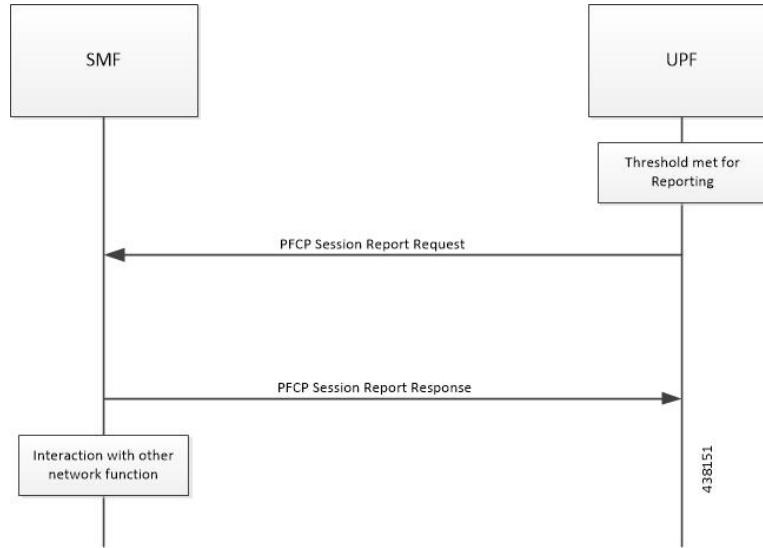 SMF
UPF
Threshold met for
Reporting
PFCP Session Report Request
PFCP Session Report Response
Interaction with other
network function
438151